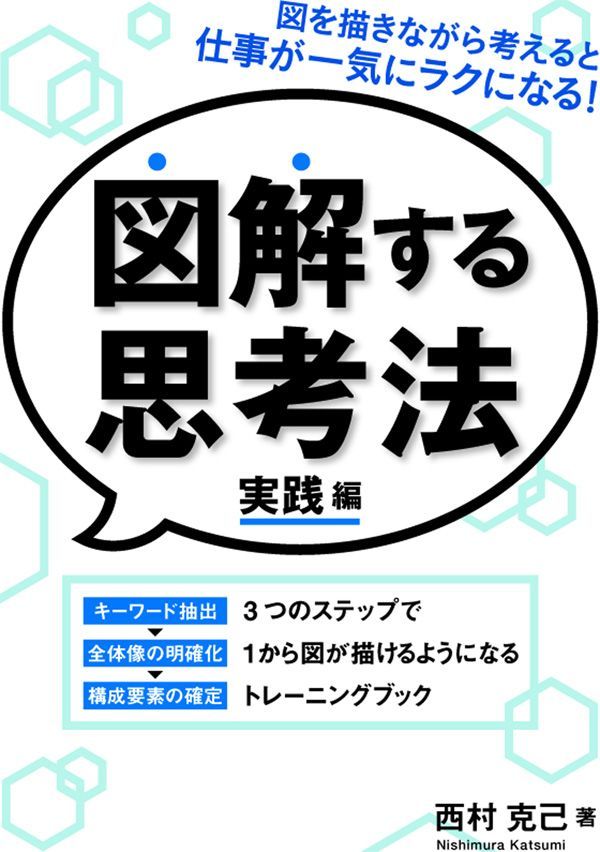 図を描きながら考えると
仕事が一気にラクになる!
図解する
思考法
実践編
キーワード抽出
全体像の明確化
構成要素の確定
3つのステップで
1から図が描けるようになる
トレーニングブック
西村 克己 著
Nishimura Katsumi